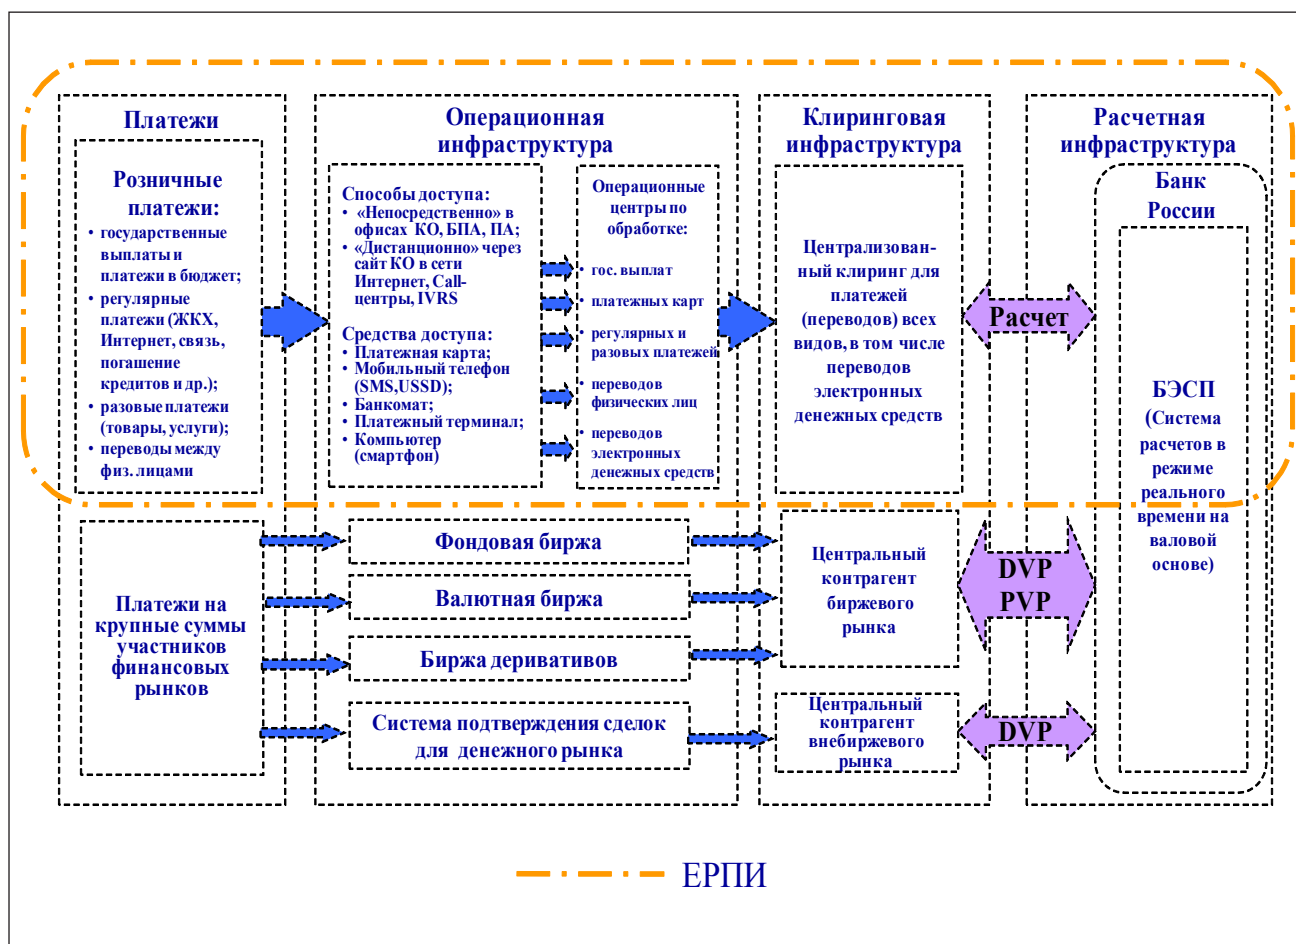 Платежи
Розничные
платежи:
• государственные
выплаты и
платежи в бюджет;
• регулярные
платежи (ЖКХ,
Интернет, связь,
погашение
кредитов и др.);
• разовые платежи
(товары, услуги);
• переводы между
физ. лицами
Платежи на
крупные суммы
участников
финансовых
рынков
Операционная
инфраструктура
Способы доступа:
• «Непосредственно» в
офисах КО, БПА, ПА;
• «Дистанционно» через
сайт КО в сети
Интернет, Call-
центры, IVRS
Средства доступа:
• Платежная карта;
• Мобильный телефон
(SMS,USSD);
• Банкомат;
• Платежный терминал;
• Компьютер
(смартфон)
Операционные
центры по
обработке:
• гос. выплат
• платежных карт
• регулярных и
разовых платежей
• переводов
физических лиц
• переводов
электронных
денежных средств
Фондовая биржа
Валютная биржа
Биржа деривативов
Система подтверждения сделок
для денежного рынка
Клиринговая
инфраструктура
Централизован-
ный клиринг для
платежей
(переводов) всех
видов, в том числе
переводов
электронных
денежных средств
Центральный
контрагент
биржевого
рынка
Центральный
контрагент
внебиржевого
рынка
Расчет
DVP
PVP
DVP
Расчетная
инфраструктура
Банк
России
БЭСП
(Система
расчетов в
режиме
реального
времени на
валовой
основе)
ЕРПИ